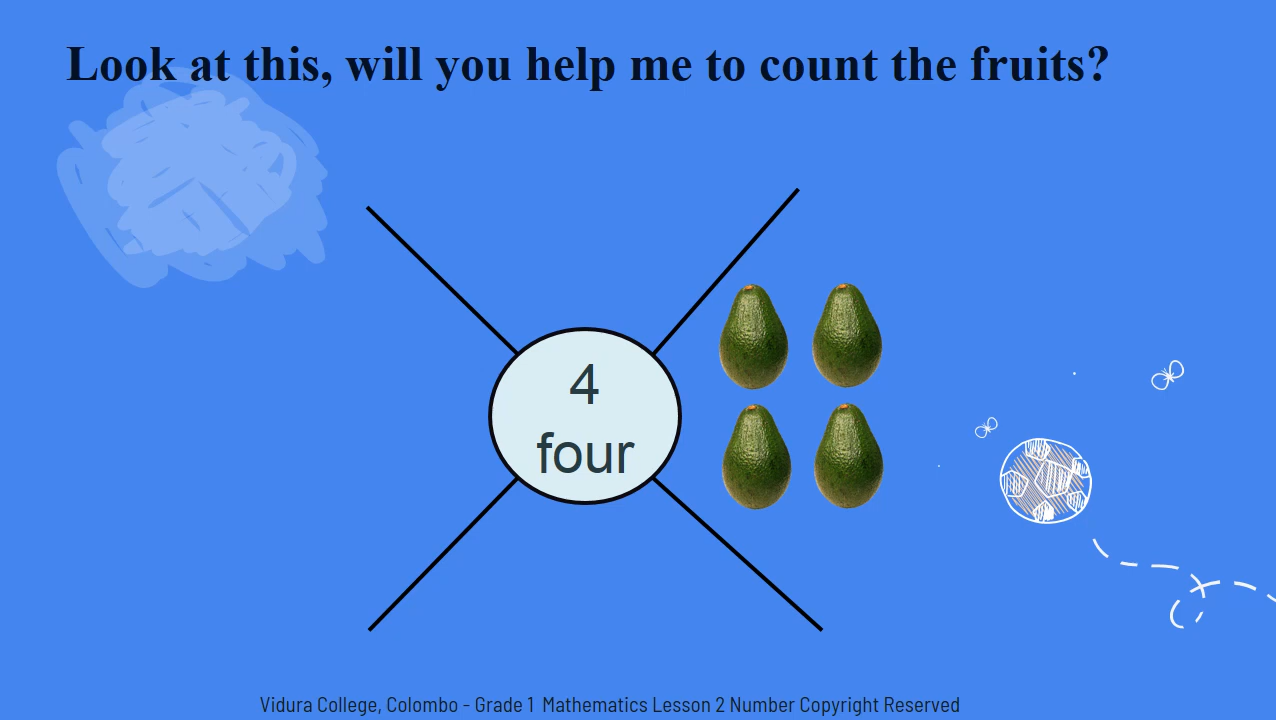 Look at this, will you help me to count the fruits?
4
four
Vidura College, Colombo - Grade 1 Mathematics Lesson 2 Number Copyright Reserved